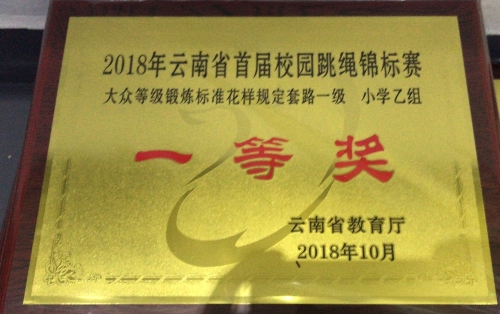 2018年云南省首届校园跳绳锦标赛
大众等级锻炼标准花样规定套路一级 小学乙组
一等奖
云南省教育厅
2018年10月